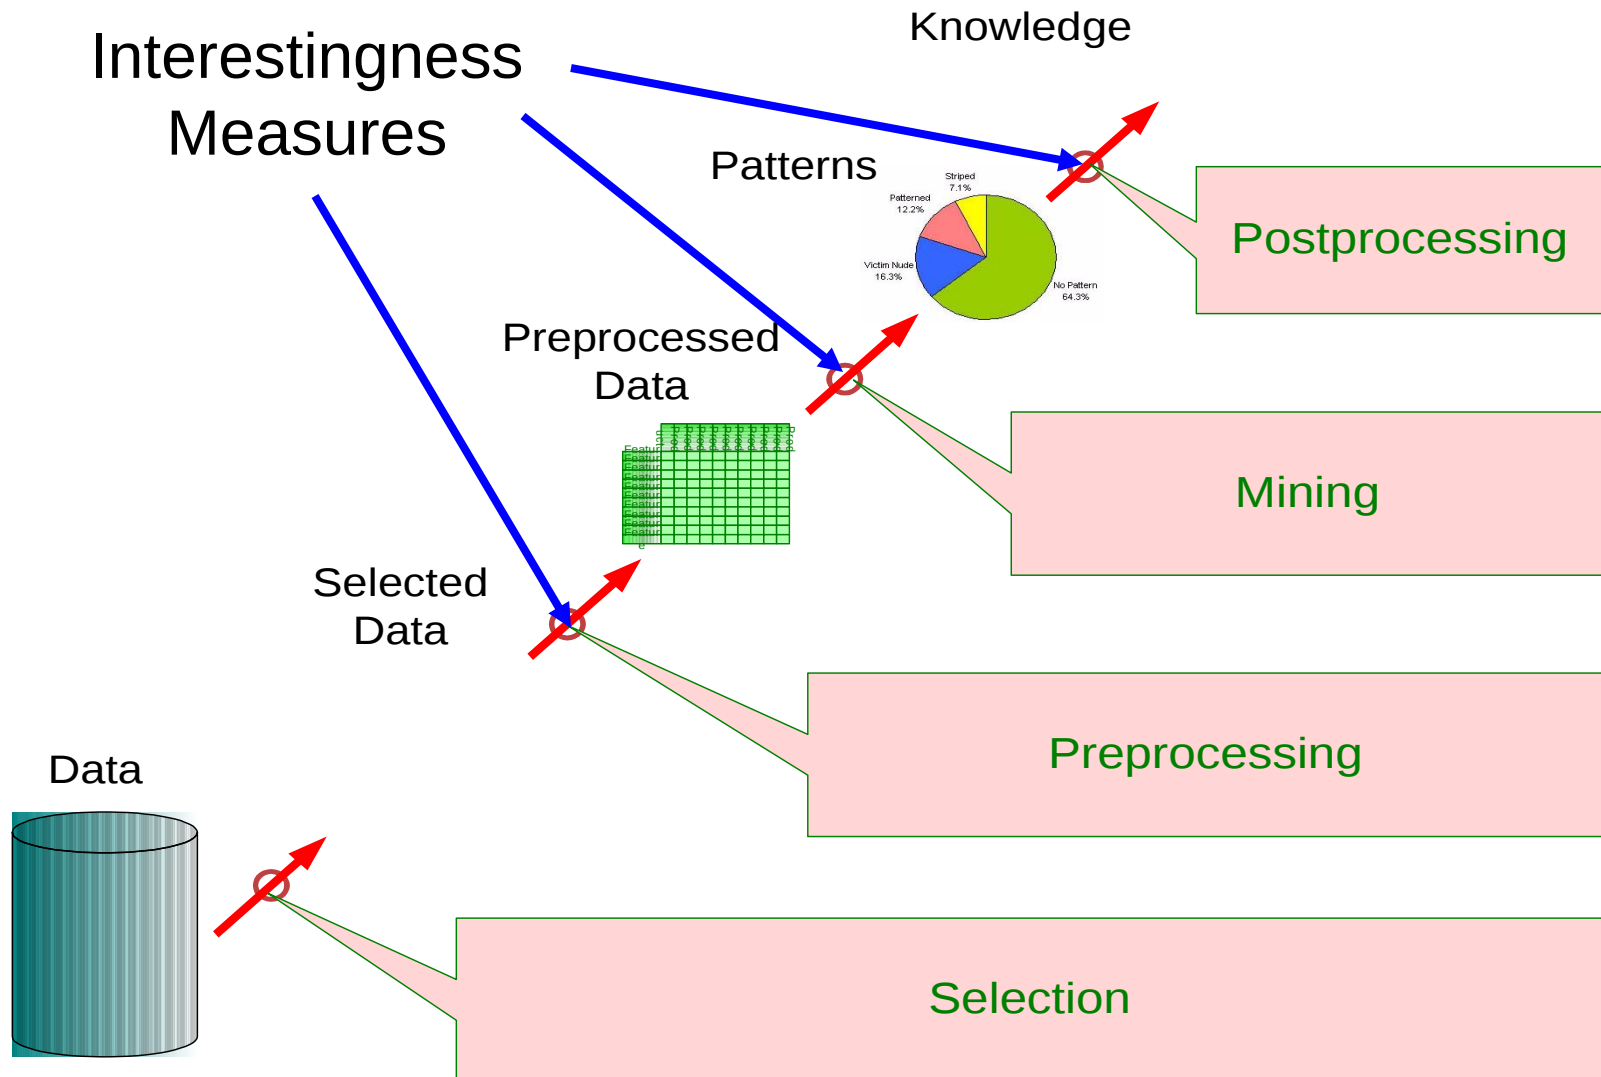 Knowledge
Interestingness
Measures
Patterns
Striped
7.1%
Patterned
12.2%
Victim Nude
16.3%
No Pattern
64.3%
Postprocessing
Preprocessed
Data
Mining
Selected
Data
Preprocessing
Data
Selection